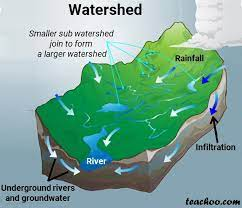 Watershed
Smaller sub watershed
join to form
a larger watershed
Rainfall
Infiltration
River
Underground rivers
and groundwater
teachoo.com